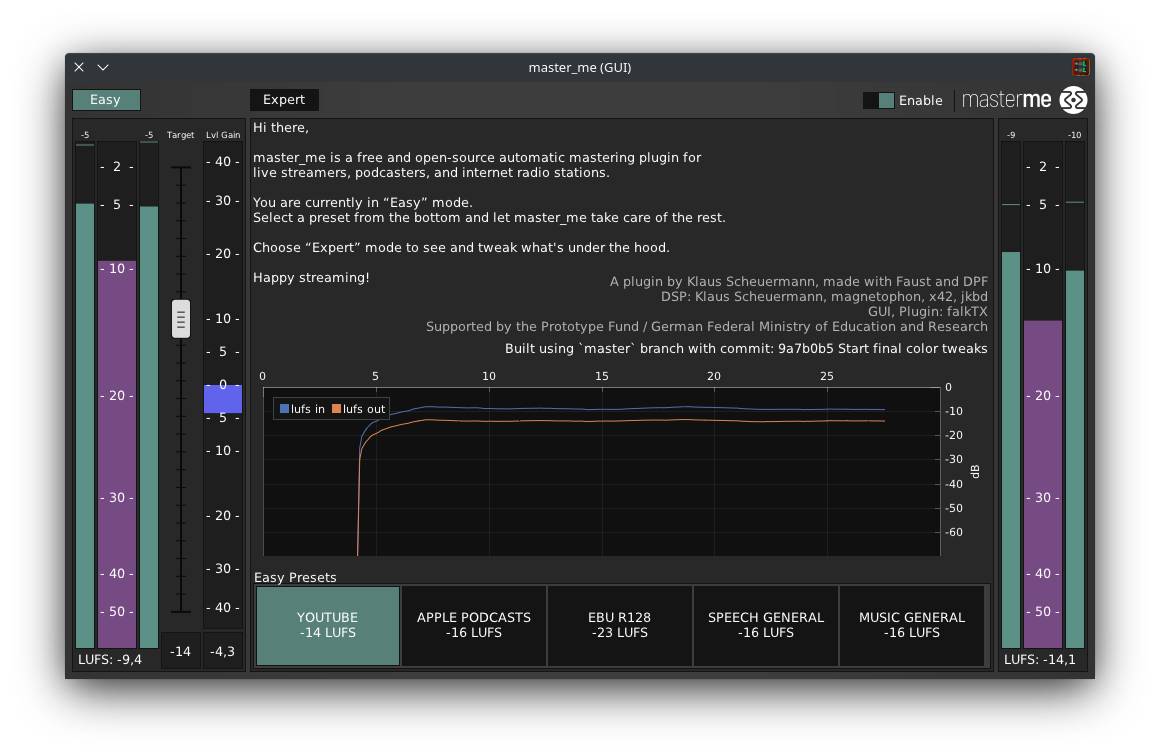 master_me (GUI)
Easy
Expert
Enable
masterme
-5
-5
Target
Lvl Gain
- 2 -
- 5 -
- 10 -
- 20 -
- 30 -
- 40 -
- 50 -
LUFS: -9,4
-14
- 40 -
- 30 -
- 20 -
- 10 -
- 5 -
- 0 -
- 5 -
- 10 -
- 20 -
- 30 -
- 40 -
-4,3
Hi there,
master_me is a free and open-source automatic mastering plugin for
live streamers, podcasters, and internet radio stations.
You are currently in “Easy” mode.
Select a preset from the bottom and let master_me take care of the rest.
Choose “Expert” mode to see and tweak what's under the hood.
Happy streaming!
A plugin by Klaus Scheuermann, made with Faust and DPF
DSP: Klaus Scheuermann, magnetophon, x42, jkbd
GUI, Plugin: falkTX
Supported by the Prototype Fund / German Federal Ministry of Education and Research
Built using `master` branch with commit: 9a7b0b5 Start final color tweaks
0 5 10 15 20 25
lufs in lufs out
0
-10
-20
-30
-40
-50
-60
dB
Easy Presets
YOUTUBE
-14 LUFS
APPLE PODCASTS
-16 LUFS
EBU R128
-23 LUFS
SPEECH GENERAL
-16 LUFS
MUSIC GENERAL
-16 LUFS
-9
-10
- 2 -
- 5 -
- 10 -
- 20 -
- 30 -
- 40 -
- 50 -
LUFS: -14,1